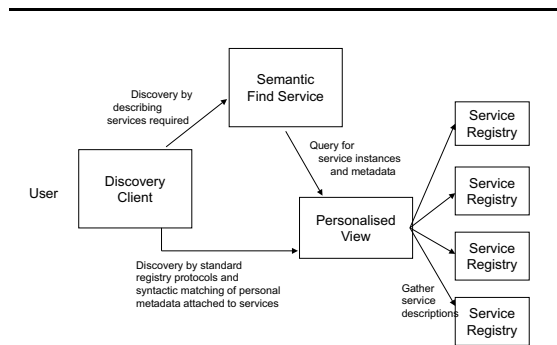 Discovery by
describing
services required
Semantic
Find Service
Service
Registry
Query for
service instances
and metadata
Service
Registry
User
Discovery
Client
Personalised
View
Service
Registry
Discovery by standard
registry protocols and
syntactic matching of personal
metadata attached to services
Gather
service
descriptions
Service
Registry